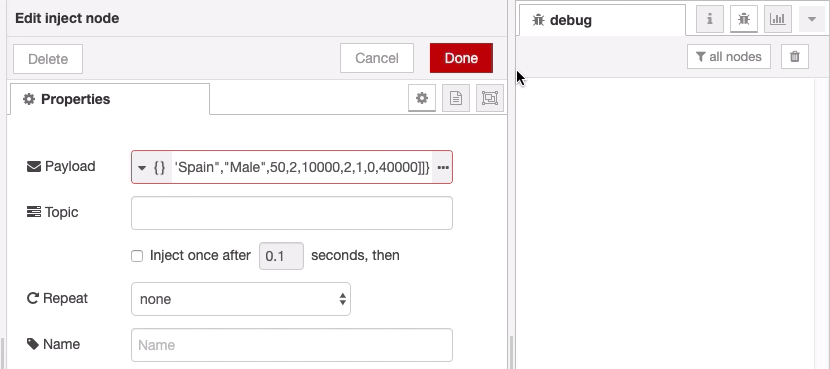 Edit inject node
debug
Delete
Cancel
Done
all nodes
Properties
Payload
{} 'Spain","Male",50,2,10000,2,1,0,40000]]} •••
Topic
Inject once after 0.1 seconds, then
Repeat
none
Name
Name